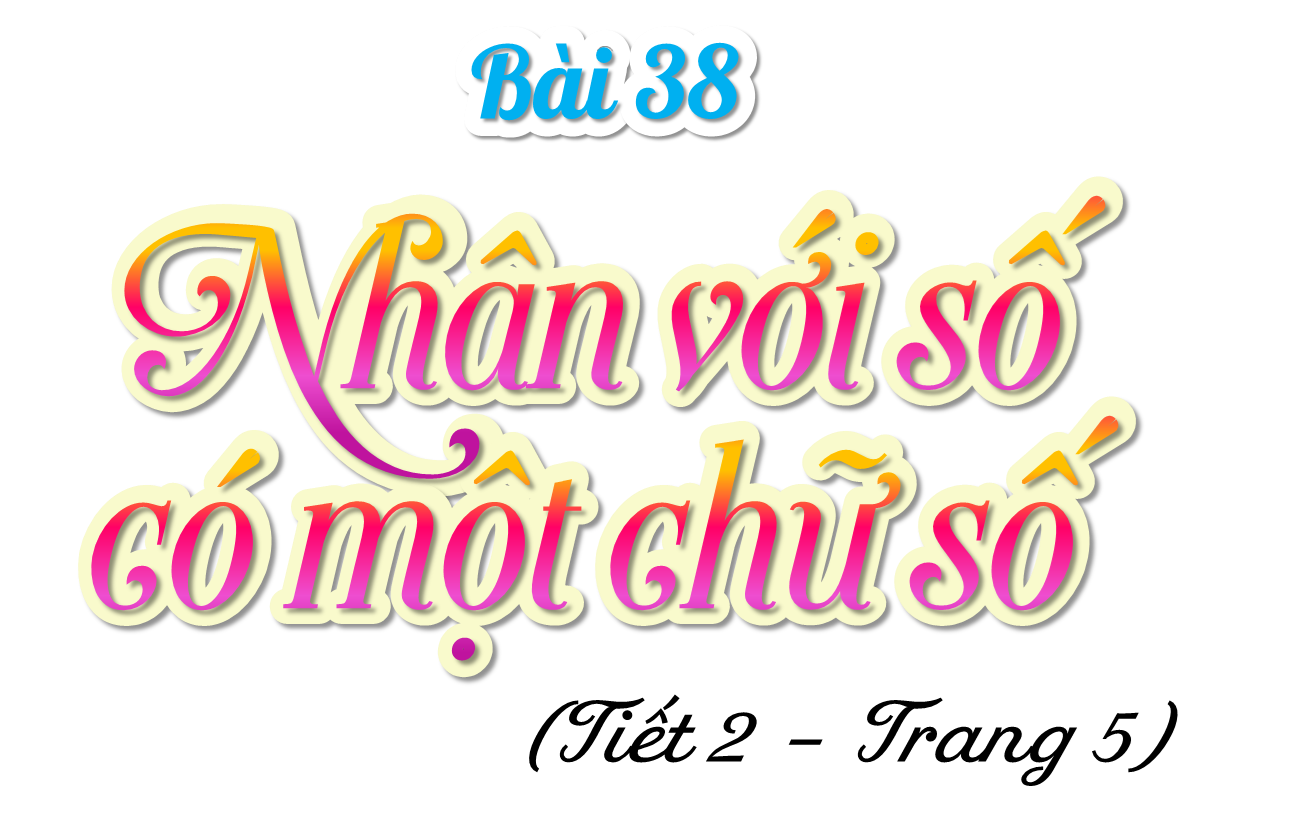 Bài 38
Nhân với số
có một chữ số
(Tiết 2 – Trang 5)